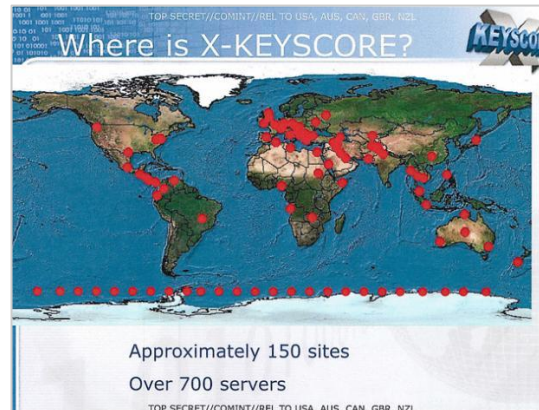 TOP SECRET//COMINT//REL TO USA, AUS, CAN, GBR, NZL
Where is X-KEYSCORE?
X
KEYSCORE
Approximately 150 sites
Over 700 servers
TOP SECRET//COMINT//REL TO USA, AUS, CAN, GBR, NZL